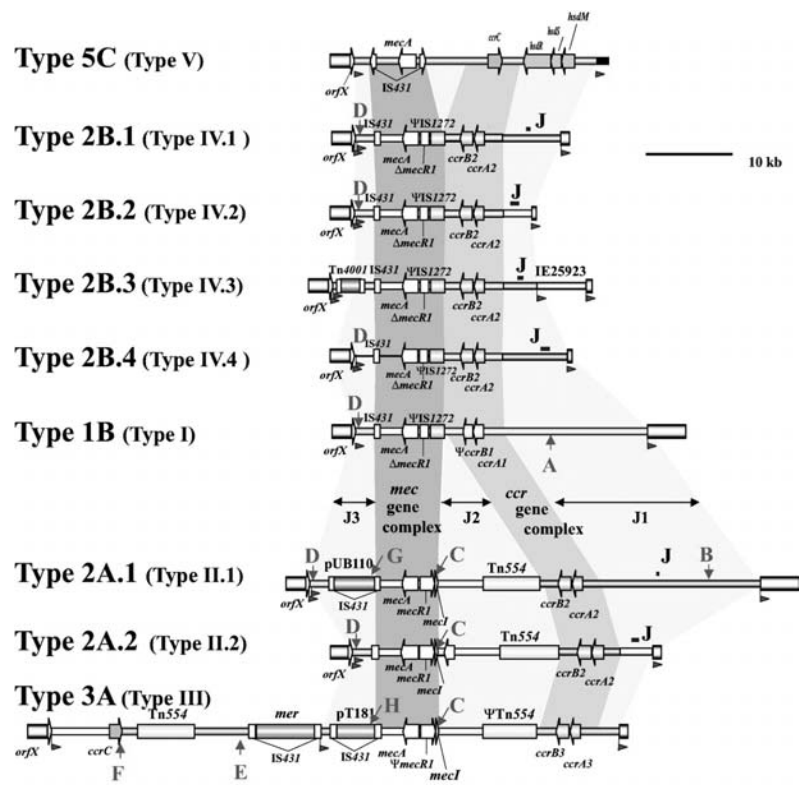 ccrC hsdR hsdS hsdM
mecA
Type 5C (Type V)
orfX IS431
D IS431 ΨIS1272 J
Type 2B.1 (Type IV.1 )
orfX mecA ccrB2
ΔmecR1 ccrA2
10 kb
D IS431 ΨIS1272 J
Type 2B.2 (Type IV.2)
orfX mecA ccrB2
ΔmecR1 ccrA2
Tn4001 IS431 ΨIS1272 J IE25923
Type 2B.3 (Type IV.3)
orfX mecA ccrB2
ΔmecR1 ccrA2
D IS431 J
Type 2B.4 (Type IV.4)
orfX mecA ΨIS1272 ccrB2
ΔmecR1 ccrA2
D IS431 ΨIS1272
Type 1B (Type I)
orfX mecA ΨccrB1 A
ΔmecR1 ccrA1
J3 mec gene complex J2 ccr gene complex J1
D pUB110 G C Tn554 J B
Type 2A.1 (Type II.1)
orfX IS431 mecA mecR1 mecI ccrB2 ccrA2
D C Tn554 J
Type 2A.2 (Type II.2)
orfX mecA mecR1 mecI ccrB2 ccrA2
Type 3A (Type III)
Tn554 mer pT181 H C ΨTn554
orfX ccrC IS431 IS431 mecA ΨmecR1 mecI ccrB3 ccrA3
F E